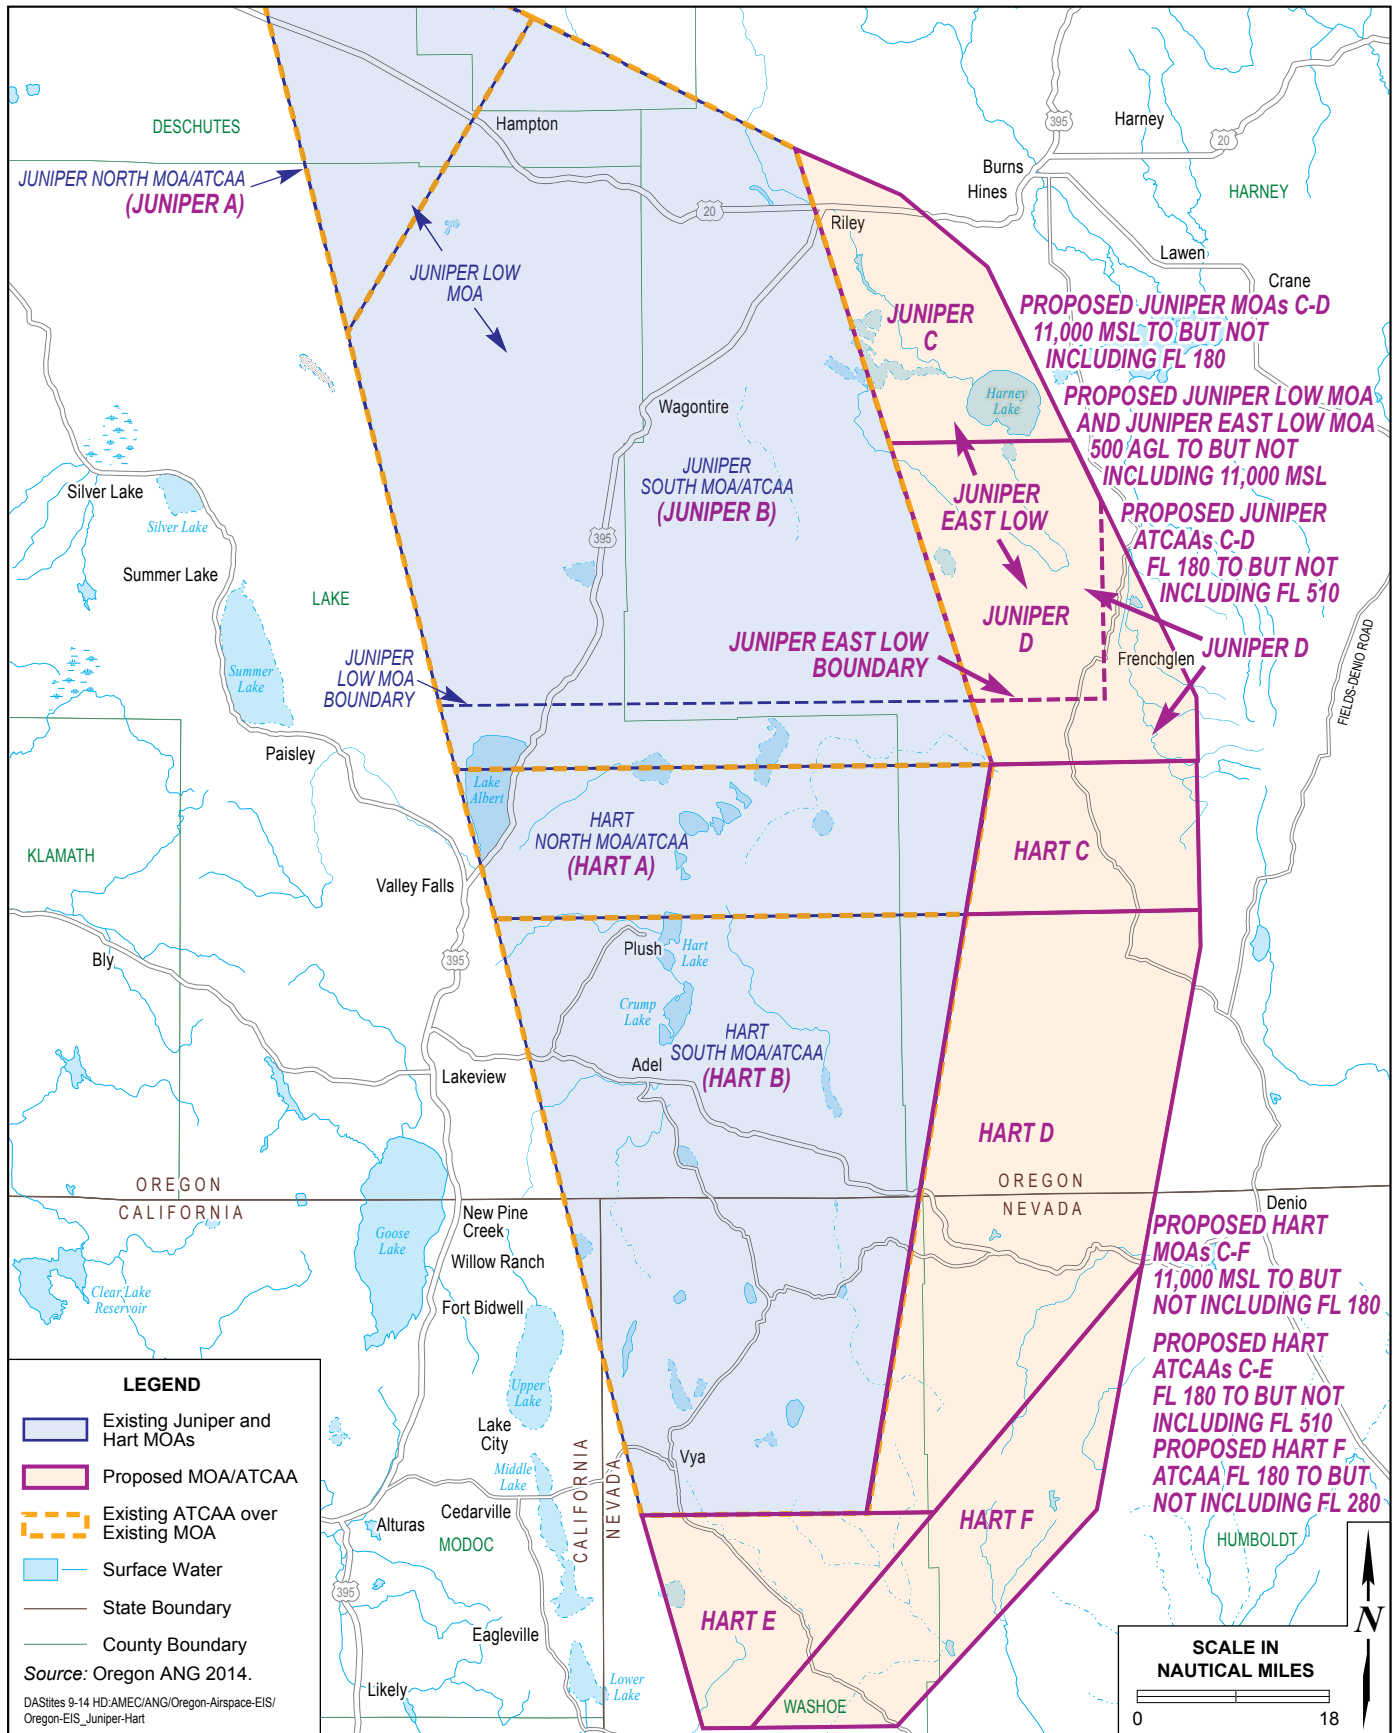 DESCHUTES
JUNIPER NORTH MOA/ATCAA
(JUNIPER A)
Hampton
JUNIPER LOW
MOA
20
395
Harney
20
Burns
Hines
HARNEY
Riley
Lawen
Crane
JUNIPER
C
PROPOSED JUNIPER MOAs C-D
11,000 MSL TO BUT NOT
INCLUDING FL 180
Harney
Lake
PROPOSED JUNIPER LOW MOA
AND JUNIPER EAST LOW MOA
500 AGL TO BUT NOT
INCLUDING 11,000 MSL
Wagontire
JUNIPER
SOUTH MOA/ATCAA
(JUNIPER B)
JUNIPER
EAST LOW
PROPOSED JUNIPER
ATCAAs C-D
FL 180 TO BUT NOT
INCLUDING FL 510
Silver Lake
Silver Lake
395
Summer Lake
LAKE
JUNIPER
D
JUNIPER EAST LOW
BOUNDARY
Frenchglen
JUNIPER D
FIELDS-DENIO ROAD
Summer
Lake
JUNIPER
LOW MOA
BOUNDARY
Paisley
Lake
Albert
HART
NORTH MOA/ATCAA
(HART A)
HART C
KLAMATH
Valley Falls
Bly
395
Plush
Hart
Lake
Crump
Lake
HART
SOUTH MOA/ATCAA
(HART B)
Adel
Lakeview
HART D
OREGON
CALIFORNIA
OREGON
NEVADA
Denio
New Pine
Creek
Goose
Lake
Willow Ranch
Clear Lake
Reservoir
Fort Bidwell
PROPOSED HART
MOAs C-F
11,000 MSL TO BUT
NOT INCLUDING FL 180
PROPOSED HART
ATCAAs C-E
FL 180 TO BUT NOT
INCLUDING FL 510
PROPOSED HART F
ATCAA FL 180 TO BUT
NOT INCLUDING FL 280
Upper
Lake
Lake
City
CALIFORNIA
NEVADA
Vya
Middle
Lake
Cedarville
Alturas
MODOC
HART F
HUMBOLDT
395
HART E
Eagleville
Likely
Lower
Lake
WASHOE
LEGEND
Existing Juniper and
Hart MOAs
Proposed MOA/ATCAA
Existing ATCAA over
Existing MOA
Surface Water
State Boundary
County Boundary
Source: Oregon ANG 2014.
DAStites 9-14 HD:AMEC/ANG/Oregon-Airspace-EIS/
Oregon-EIS_Juniper-Hart
N
SCALE IN
NAUTICAL MILES
0 18